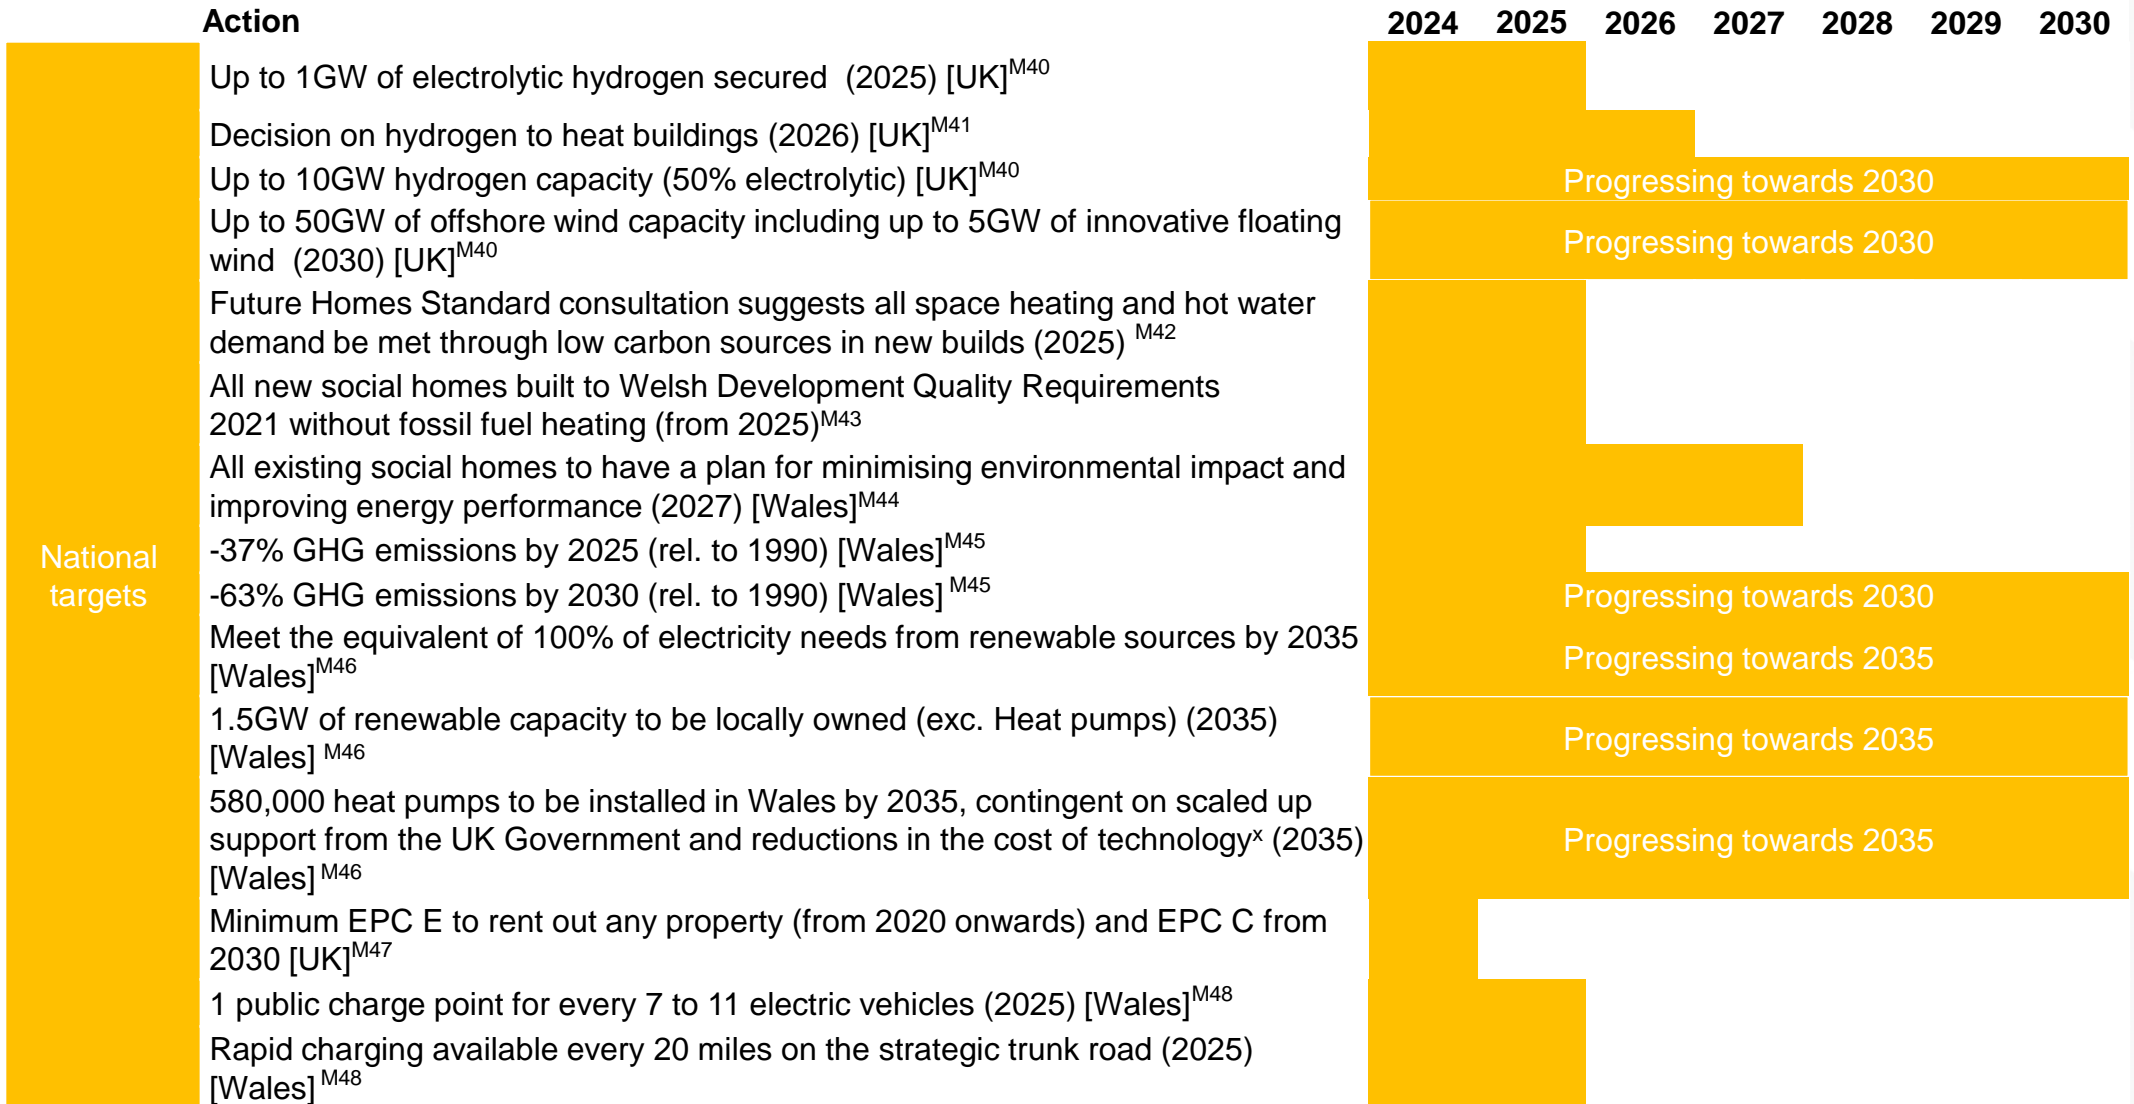 Action 2024 2025 2026 2027 2028 2029 2030
Up to 1GW of electrolytic hydrogen secured (2025) [UK]M40
Decision on hydrogen to heat buildings (2026) [UK]M41
Up to 10GW hydrogen capacity (50% electrolytic) [UK]M40
Progressing towards 2030
Up to 50GW of offshore wind capacity including up to 5GW of innovative floating
wind (2030) [UK]M40
Progressing towards 2030
Future Homes Standard consultation suggests all space heating and hot water
demand be met through low carbon sources in new builds (2025) M42
All new social homes built to Welsh Development Quality Requirements
2021 without fossil fuel heating (from 2025)M43
All existing social homes to have a plan for minimising environmental impact and
improving energy performance (2027) [Wales]M44
National
targets
-37% GHG emissions by 2025 (rel. to 1990) [Wales]M45
-63% GHG emissions by 2030 (rel. to 1990) [Wales] M45
Progressing towards 2030
Meet the equivalent of 100% of electricity needs from renewable sources by 2035
[Wales]M46
Progressing towards 2035
1.5GW of renewable capacity to be locally owned (exc. Heat pumps) (2035)
[Wales] M46
Progressing towards 2035
580,000 heat pumps to be installed in Wales by 2035, contingent on scaled up
support from the UK Government and reductions in the cost of technologyx (2035)
[Wales] M46
Progressing towards 2035
Minimum EPC E to rent out any property (from 2020 onwards) and EPC C from
2030 [UK]M47
1 public charge point for every 7 to 11 electric vehicles (2025) [Wales]M48
Rapid charging available every 20 miles on the strategic trunk road (2025)
[Wales] M48